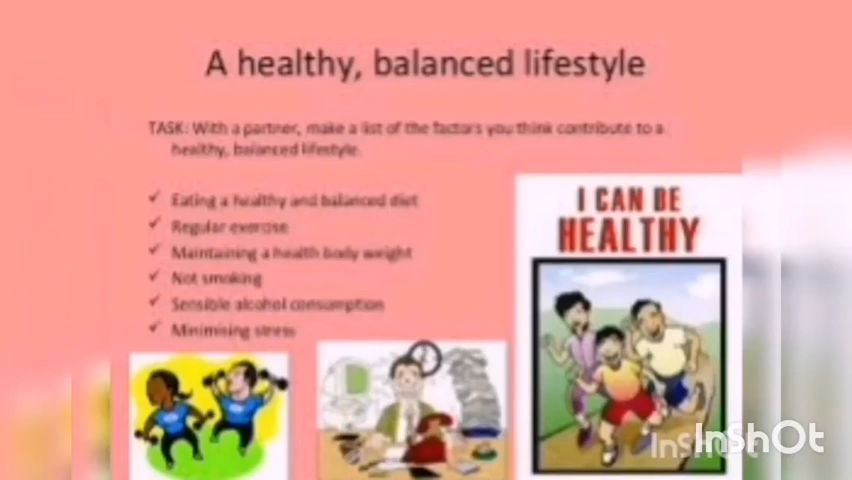 A healthy, balanced lifestyle
TASK: With a partner, make a list of the factors you think contribute to a
healthy, balanced lifestyle.
Eating a healthy and balanced diet
Regular exercise
Maintaining a health body weight
Not smoking
Sensible alcohol consumption
Minimising stress
I CAN BE
HEALTHY
InShOt